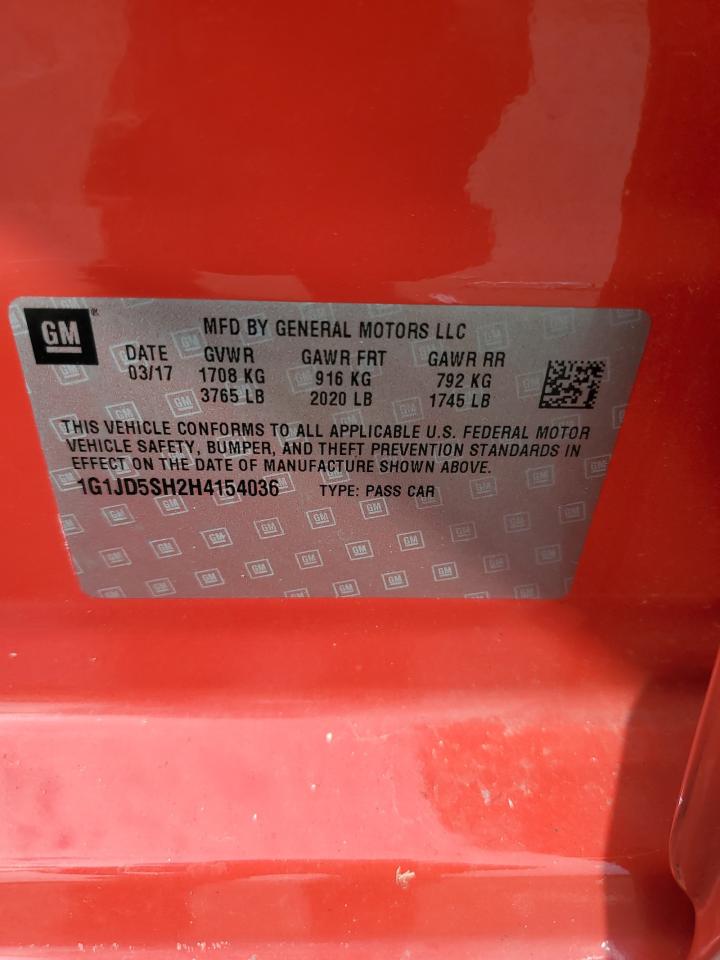 GM
MFD BY GENERAL MOTORS LLC
DATE GVWR GAWR FRT GAWR RR
03/17 1708 KG 916 KG 792 KG
3765 LB 2020 LB 1745 LB
THIS VEHICLE CONFORMS TO ALL APPLICABLE U.S. FEDERAL MOTOR
VEHICLE SAFETY, BUMPER, AND THEFT PREVENTION STANDARDS IN
EFFECT ON THE DATE OF MANUFACTURE SHOWN ABOVE.
1G1JD5SH2H4154036 TYPE: PASS CAR